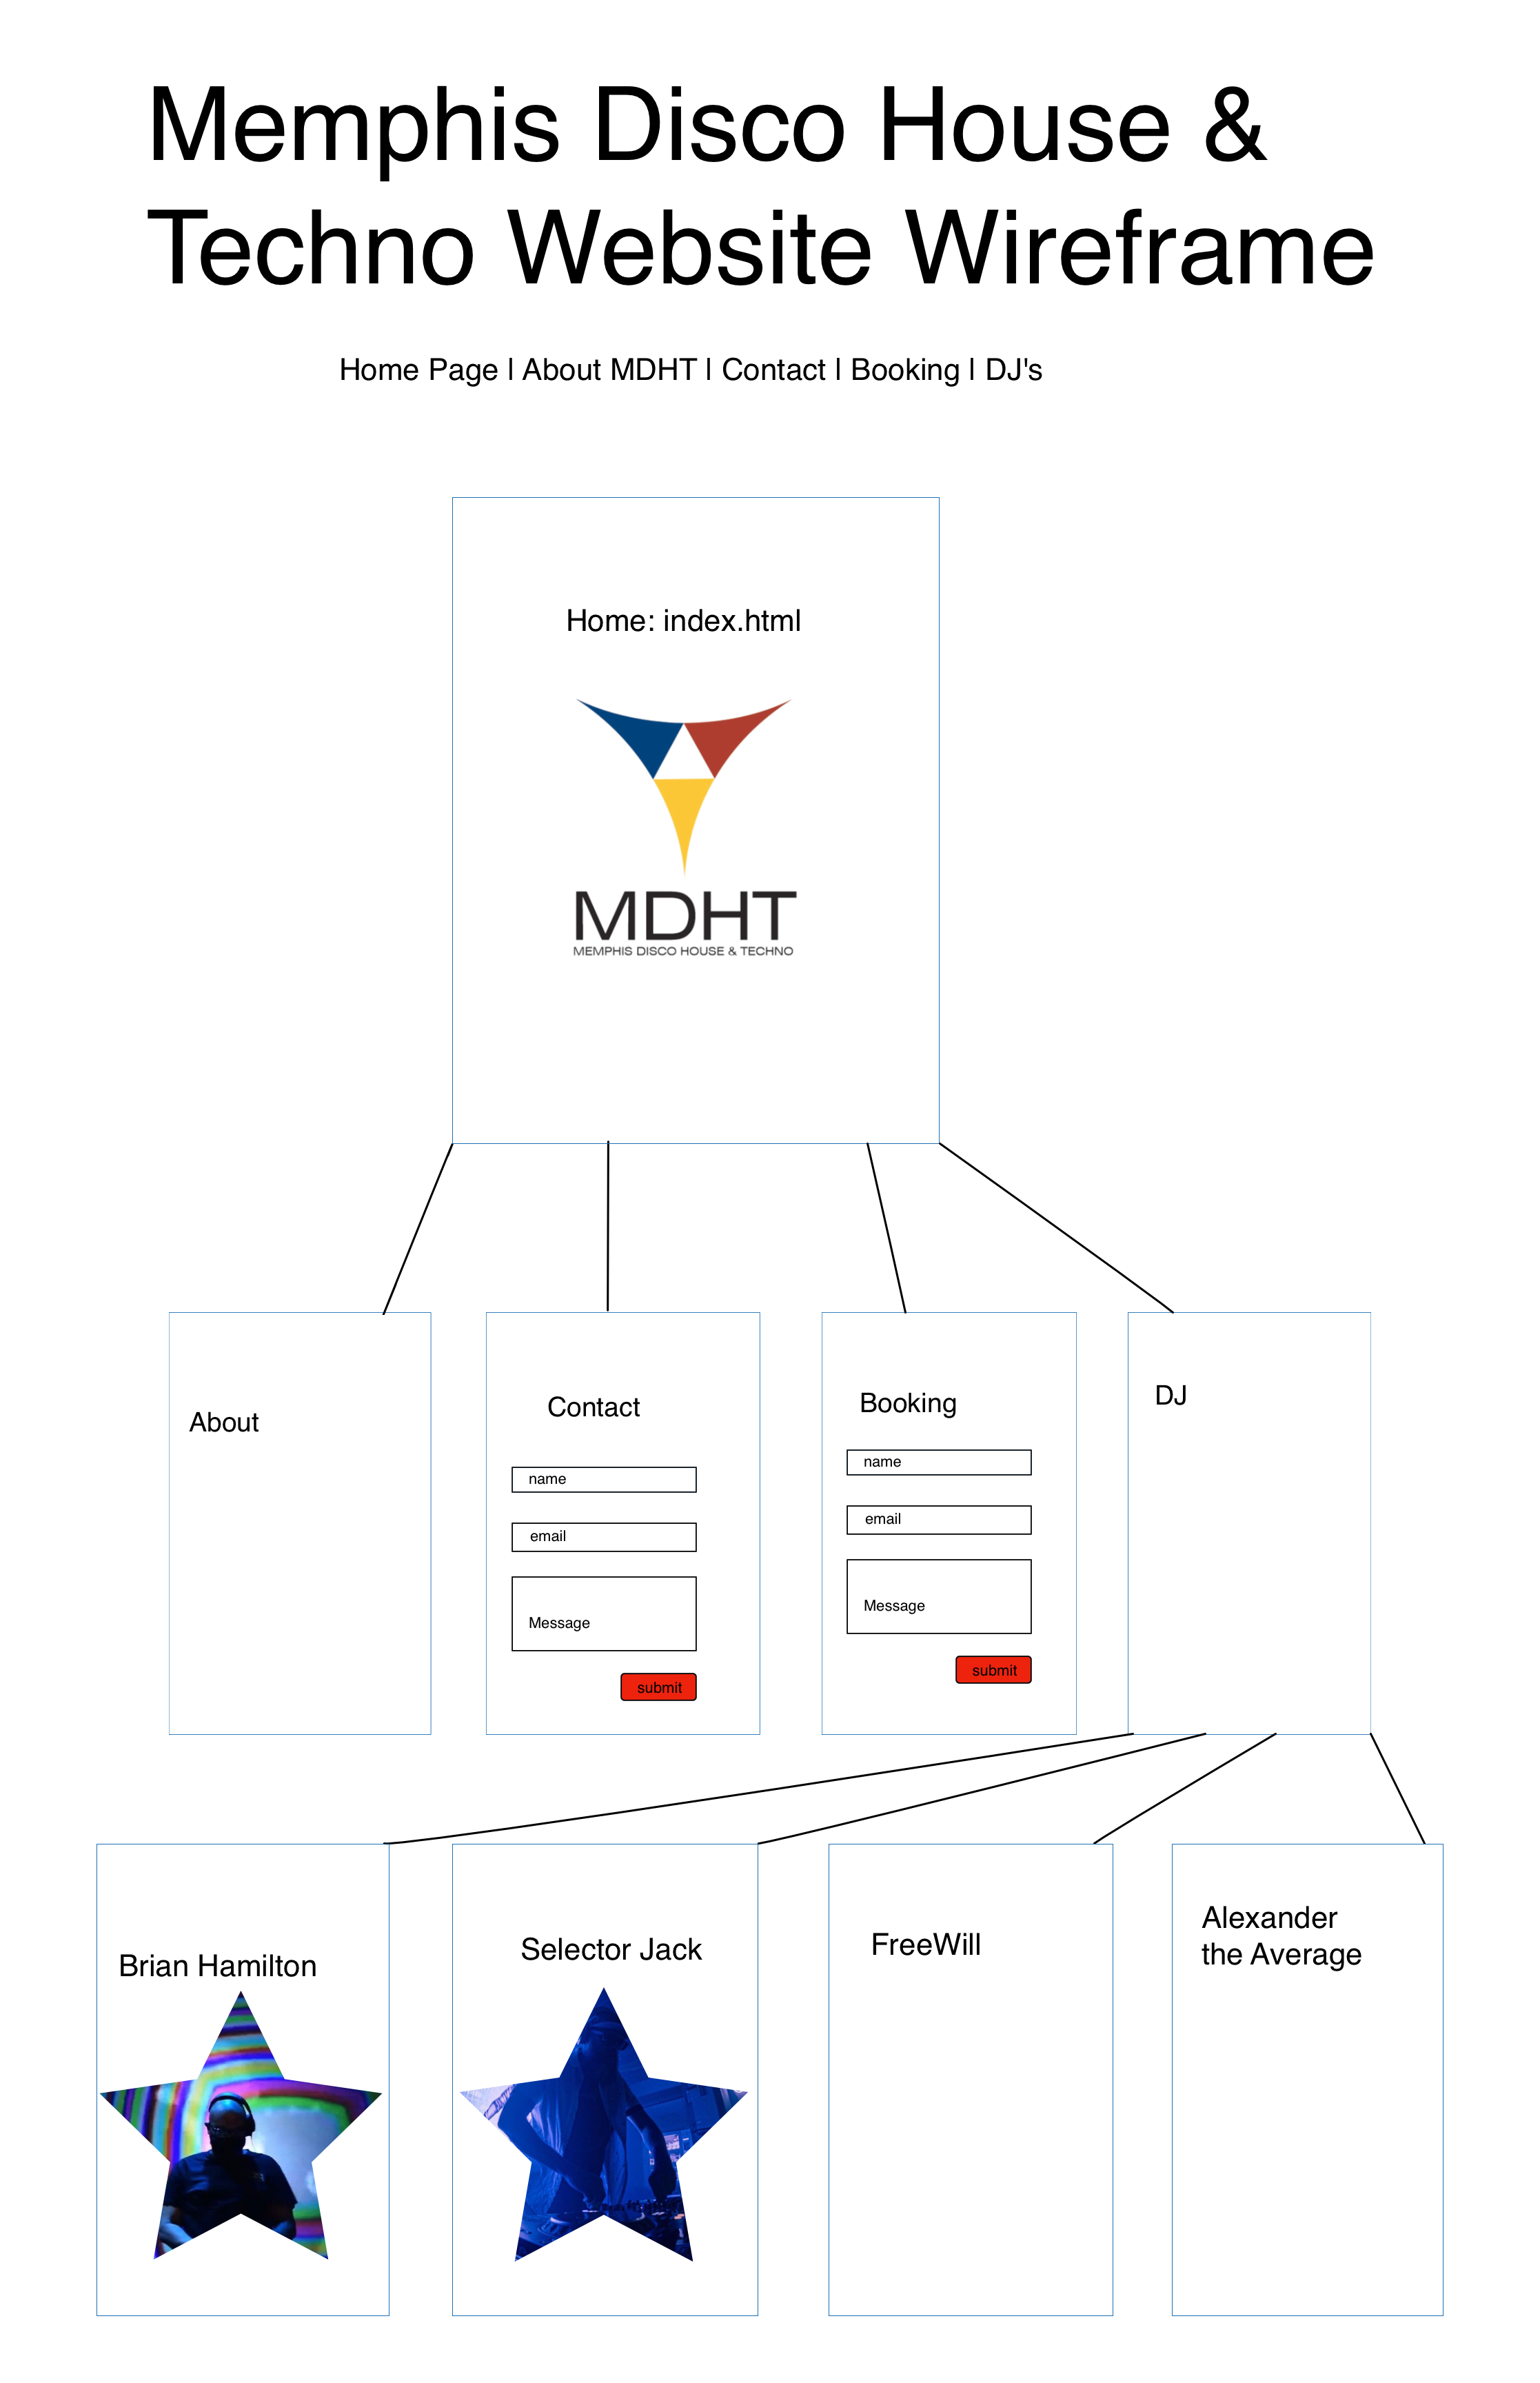 Memphis Disco House &
Techno Website Wireframe
Home Page | About MDHT | Contact | Booking | DJ's
Home: index.html
MDHT
MEMPHIS DISCO HOUSE & TECHNO
About
Contact
name
email
Message
submit
Booking
name
email
Message
submit
DJ
Brian Hamilton
Selector Jack
FreeWill
Alexander
the Average